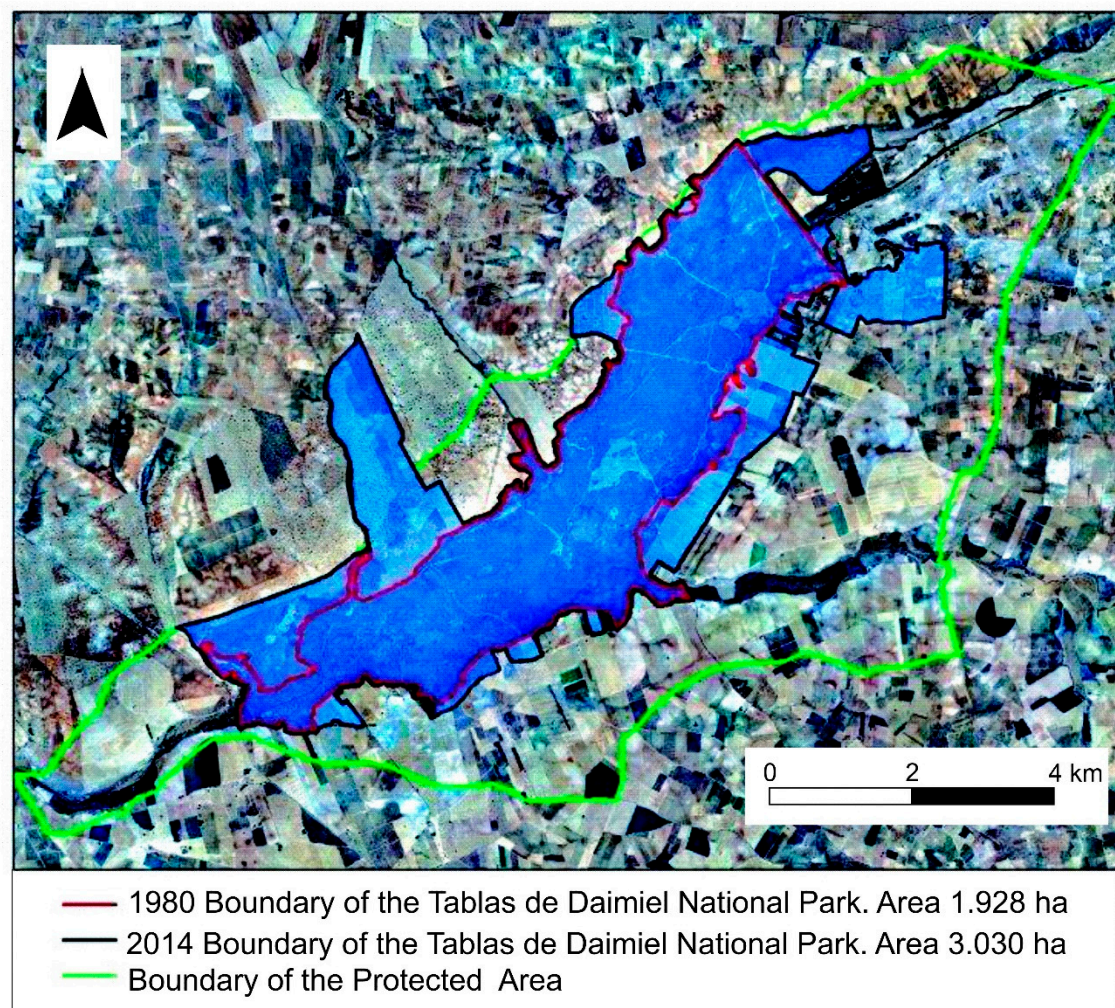 0 2 4 km
1980 Boundary of the Tablas de Daimiel National Park. Area 1.928 ha
2014 Boundary of the Tablas de Daimiel National Park. Area 3.030 ha
Boundary of the Protected Area